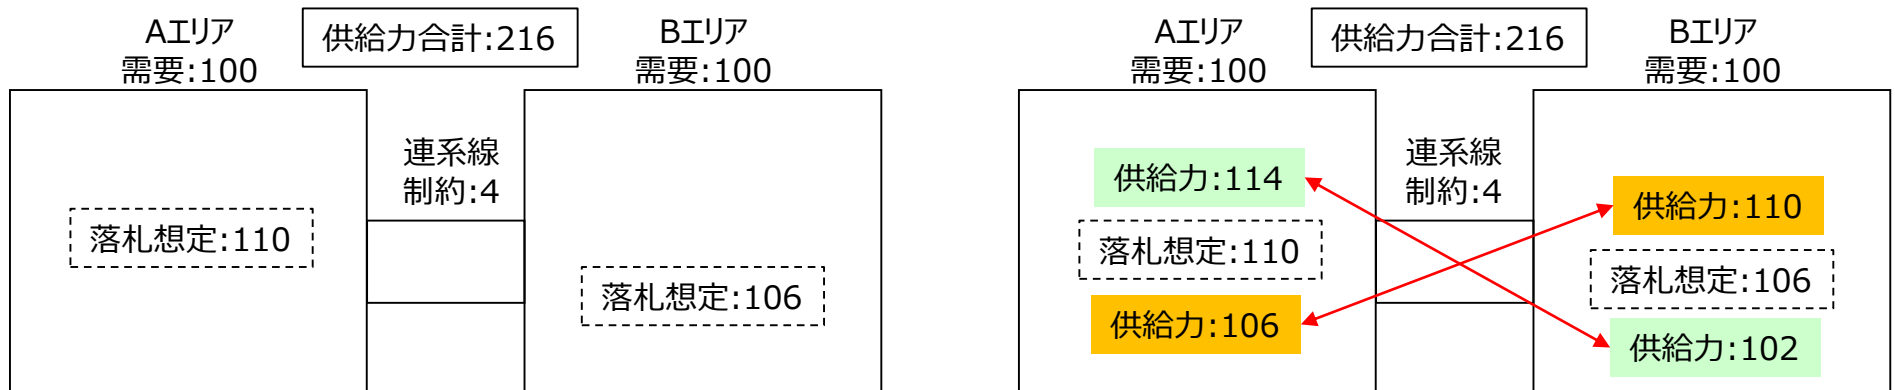 Aエリア
需要:100
供給力合計:216
Bエリア
需要:100
連系線
制約:4
落札想定:110
落札想定:106
Aエリア
需要:100
供給力合計:216
Bエリア
需要:100
連系線
制約:4
供給力:114
落札想定:110
供給力:106
供給力:110
落札想定:106
供給力:102